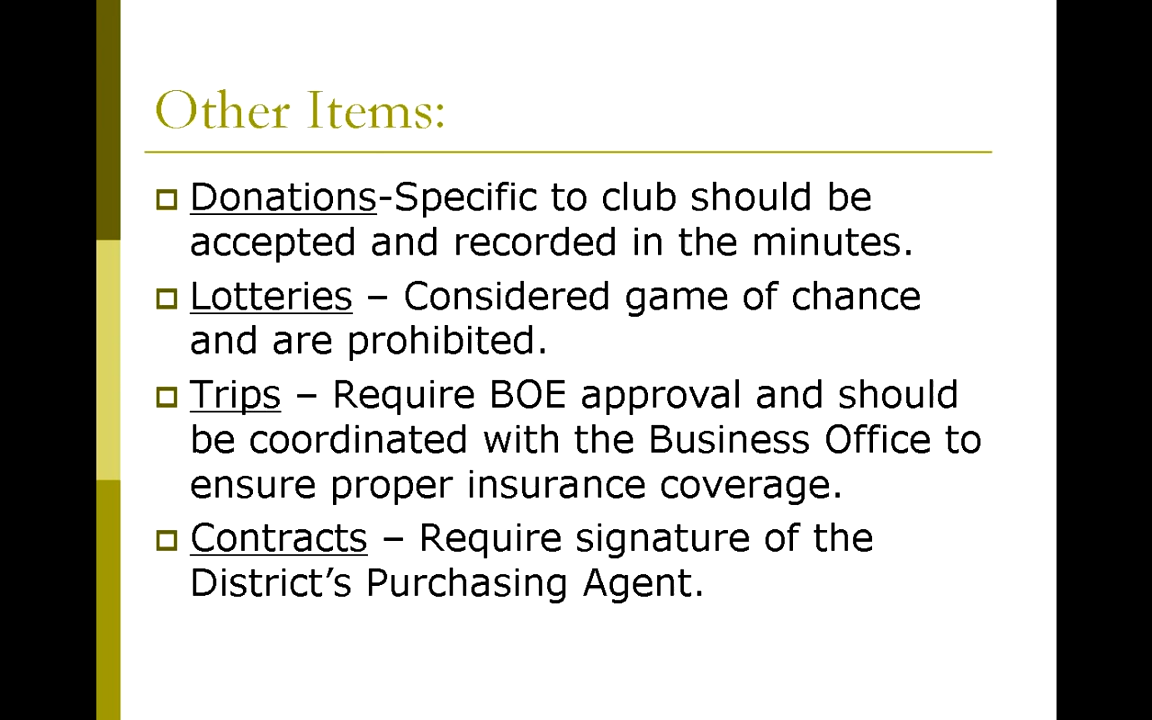 Other Items:
Donations-Specific to club should be
accepted and recorded in the minutes.
Lotteries – Considered game of chance
and are prohibited.
Trips – Require BOE approval and should
be coordinated with the Business Office to
ensure proper insurance coverage.
Contracts – Require signature of the
District’s Purchasing Agent.